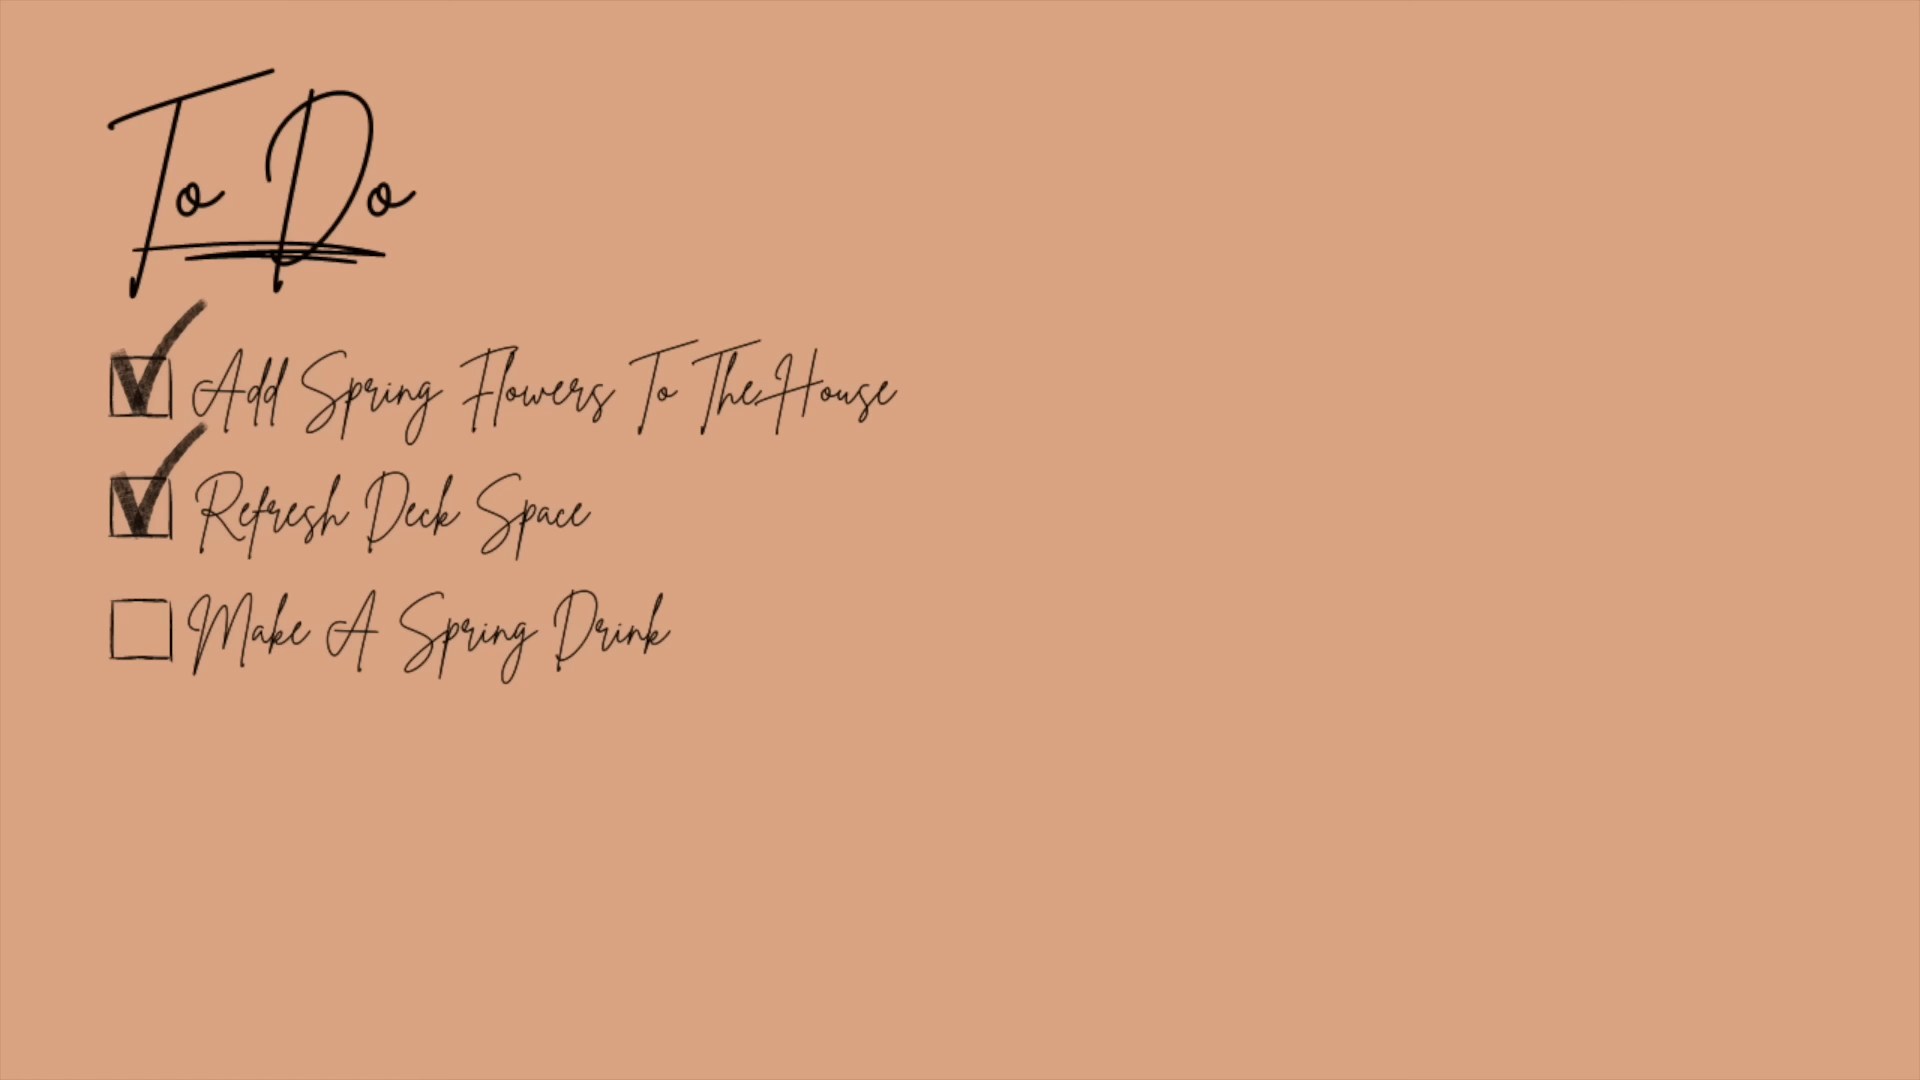 To Do
Add Spring Flowers To The House
Refresh Deck Space
Make A Spring Drink